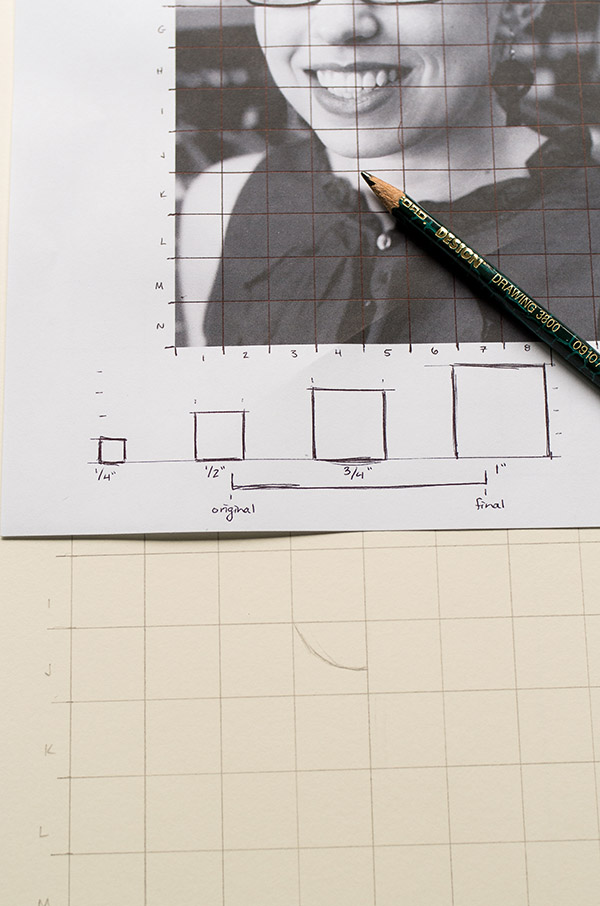 G
H
I
J
K
L
M
N
1 2 3 4 5 6 7 8
DESIGN DRAWING 3800 0910
1/4" 1/2" 3/4" 1"
original final
I
J
K
L
M